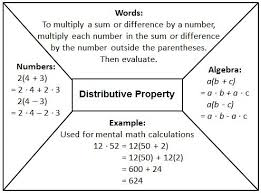 Words:
To multiply a sum or difference by a number,
multiply each number in the sum or difference
by the number outside the parentheses.
Then evaluate.
Numbers:
2(4 + 3)
= 2 · 4 + 2 · 3
2(4 − 3)
= 2 · 4 − 2 · 3
Distributive Property
Algebra:
a(b + c)
= a · b + a · c
a(b − c)
= a · b - a · c
Example:
Used for mental math calculations
12 · 52 = 12(50 + 2)
= 12(50) + 12(2)
= 600 + 24
= 624